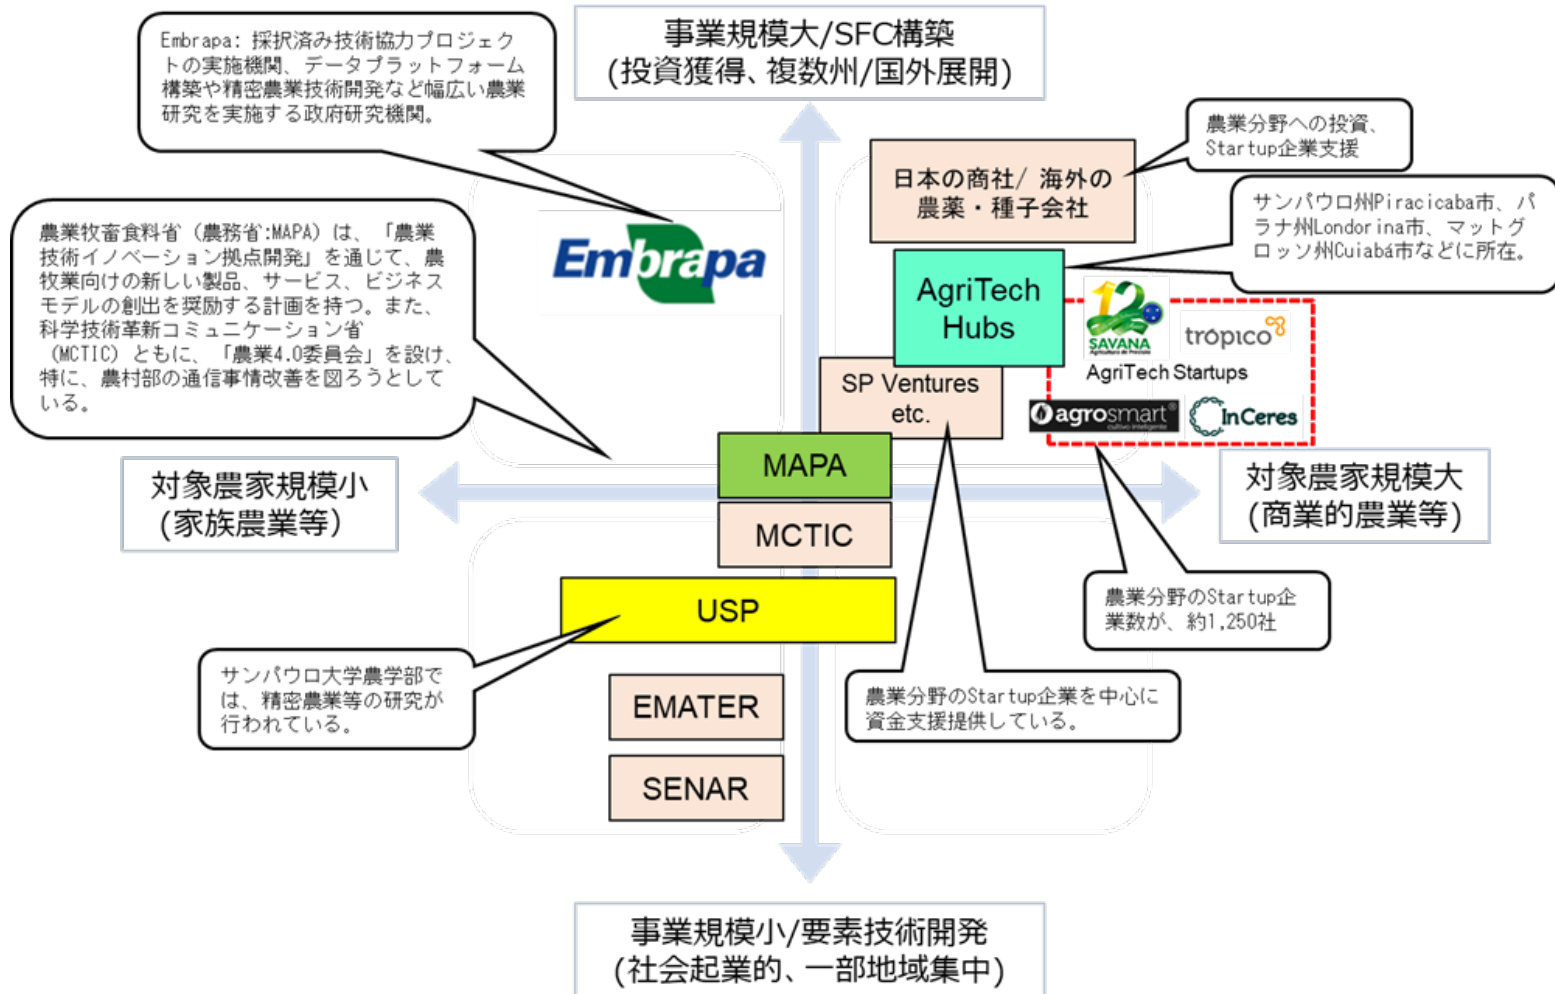 事業規模大/SFC構築
(投資獲得、複数州/国外展開)
Embrapa: 採択済み技術協力プロジェク
トの実施機関、データプラットフォーム
構築や精密農業技術開発など幅広い農業
研究を実施する政府研究機関。
農業分野への投資、
Startup企業支援
日本の商社/ 海外の
農薬・種子会社
サンパウロ州Piracicaba市、パ
ラナ州Londorina市、マットグ
ロッソ州Cuiabá市などに所在。
農業牧畜食料省（農務省:MAPA）は、「農業
技術イノベーション拠点開発」を通じて、農
牧業向けの新しい製品、サービス、ビジネス
モデルの創出を奨励する計画を持つ。また、
科学技術革新コミュニケーション省
（MCTIC）ともに、「農業4.0委員会」を設け、
特に、農村部の通信事情改善を図ろうとして
いる。
Embrapa
AgriTech
Hubs
12
SAVANA
Agricultura de Precisão
trópico
AgriTech Startups
agrosmart®
cultivo inteligente
InCeres
SP Ventures
etc.
MAPA
対象農家規模小
(家族農業等）
対象農家規模大
(商業的農業等)
MCTIC
USP
農業分野のStartup企
業数が、約1,250社
サンパウロ大学農学部で
は、精密農業等の研究が
行われている。
EMATER
農業分野のStartup企業を中心に
資金支援提供している。
SENAR
事業規模小/要素技術開発
(社会起業的、一部地域集中)